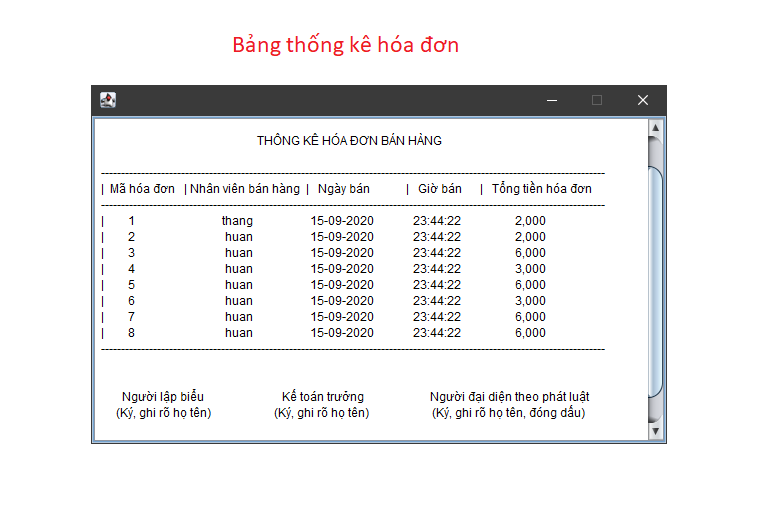 Bảng thống kê hóa đơn
THỐNG KÊ HÓA ĐƠN BÁN HÀNG
| Mã hóa đơn | Nhân viên bán hàng | Ngày bán | Giờ bán | Tổng tiền hóa đơn
| 1 thang 15-09-2020 23:44:22 2,000
| 2 huan 15-09-2020 23:44:22 2,000
| 3 huan 15-09-2020 23:44:22 6,000
| 4 huan 15-09-2020 23:44:22 3,000
| 5 huan 15-09-2020 23:44:22 6,000
| 6 huan 15-09-2020 23:44:22 3,000
| 7 huan 15-09-2020 23:44:22 6,000
| 8 huan 15-09-2020 23:44:22 6,000
Người lập biểu Kế toán trưởng Người đại diện theo phát luật
(Ký, ghi rõ họ tên) (Ký, ghi rõ họ tên) (Ký, ghi rõ họ tên, đóng dấu)